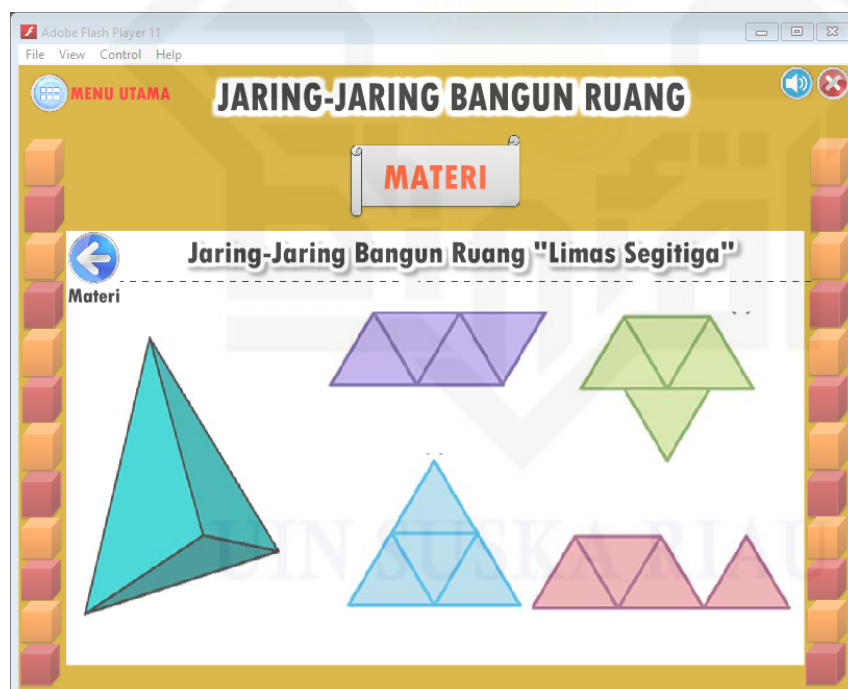 Adobe Flash Player 11
File View Control Help
MENU UTAMA
JARING-JARING BANGUN RUANG
MATERI
Jaring-Jaring Bangun Ruang "Limas Segitiga"
Materi
UIN SUSKA RIAU